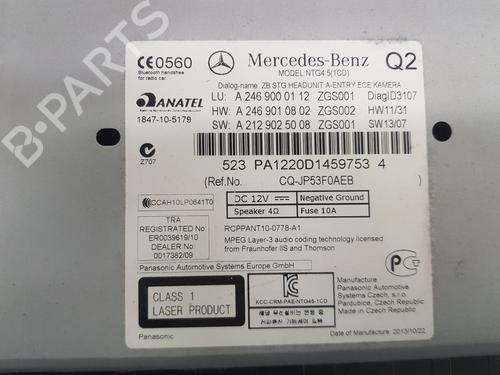 CE0560
Bluetooth handsfree
for radio car
Mercedes-Benz
Q2
MODEL:NTG4.5(1CD)
Dialog-name: ZB STG HEADUNIT A-ENTRY ECE KAMERA
LU: A 246 900 01 12 ZGS001 DiagID3107
HW: A 246 901 08 02 ZGS002 HW11/31
SW: A 212 902 55 08 ZGS001 SW13/07
ANATEL
1847-10-5179
Z707
523 PA1220D1459753 4
(Ref.No. CQ-JP53F0AEB )
CCAH10LP0641T0
DC 12V Negative Ground
Speaker 4Ω Fuse 10A
TRA
REGISTERED No:
ER0039619/10
DEALER No:
0017382/09
RCPPANT10-0778-A1
MPEG Layer-3 audio coding technology licensed
from Fraunhofer IIS and Thomson
Panasonic Automotive Systems Europe GmbH
CLASS 1
LASER PRODUCT
KCC-CRM-PAE-NTG45-1CD
Manufacture :
Panasonic Automotive
Systems Czech, s.r.o
Pardubice, Czech Republic
Made in Czech Republic
Panasonic
Date of Manufacture 2013/10/22